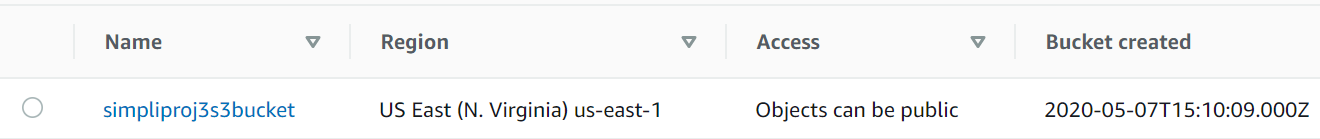 Name Region Access Bucket created
simpliproj3s3bucket US East (N. Virginia) us-east-1 Objects can be public 2020-05-07T15:10:09.000Z